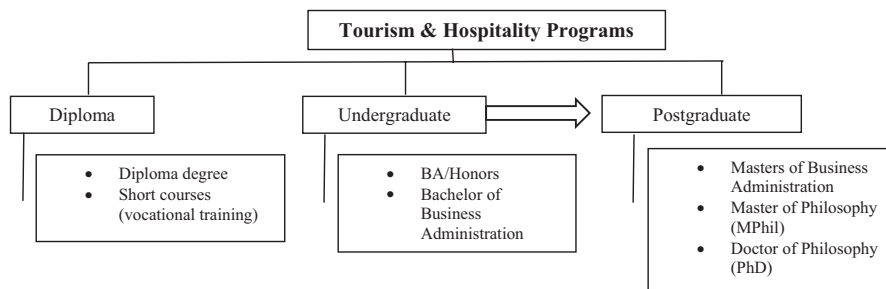 Tourism & Hospitality Programs
Diploma
Undergraduate
Postgraduate
• Diploma degree
• Short courses
(vocational training)
• BA/Honors
• Bachelor of
Business
Administration
• Masters of Business
Administration
• Master of Philosophy
(MPhil)
• Doctor of Philosophy
(PhD)